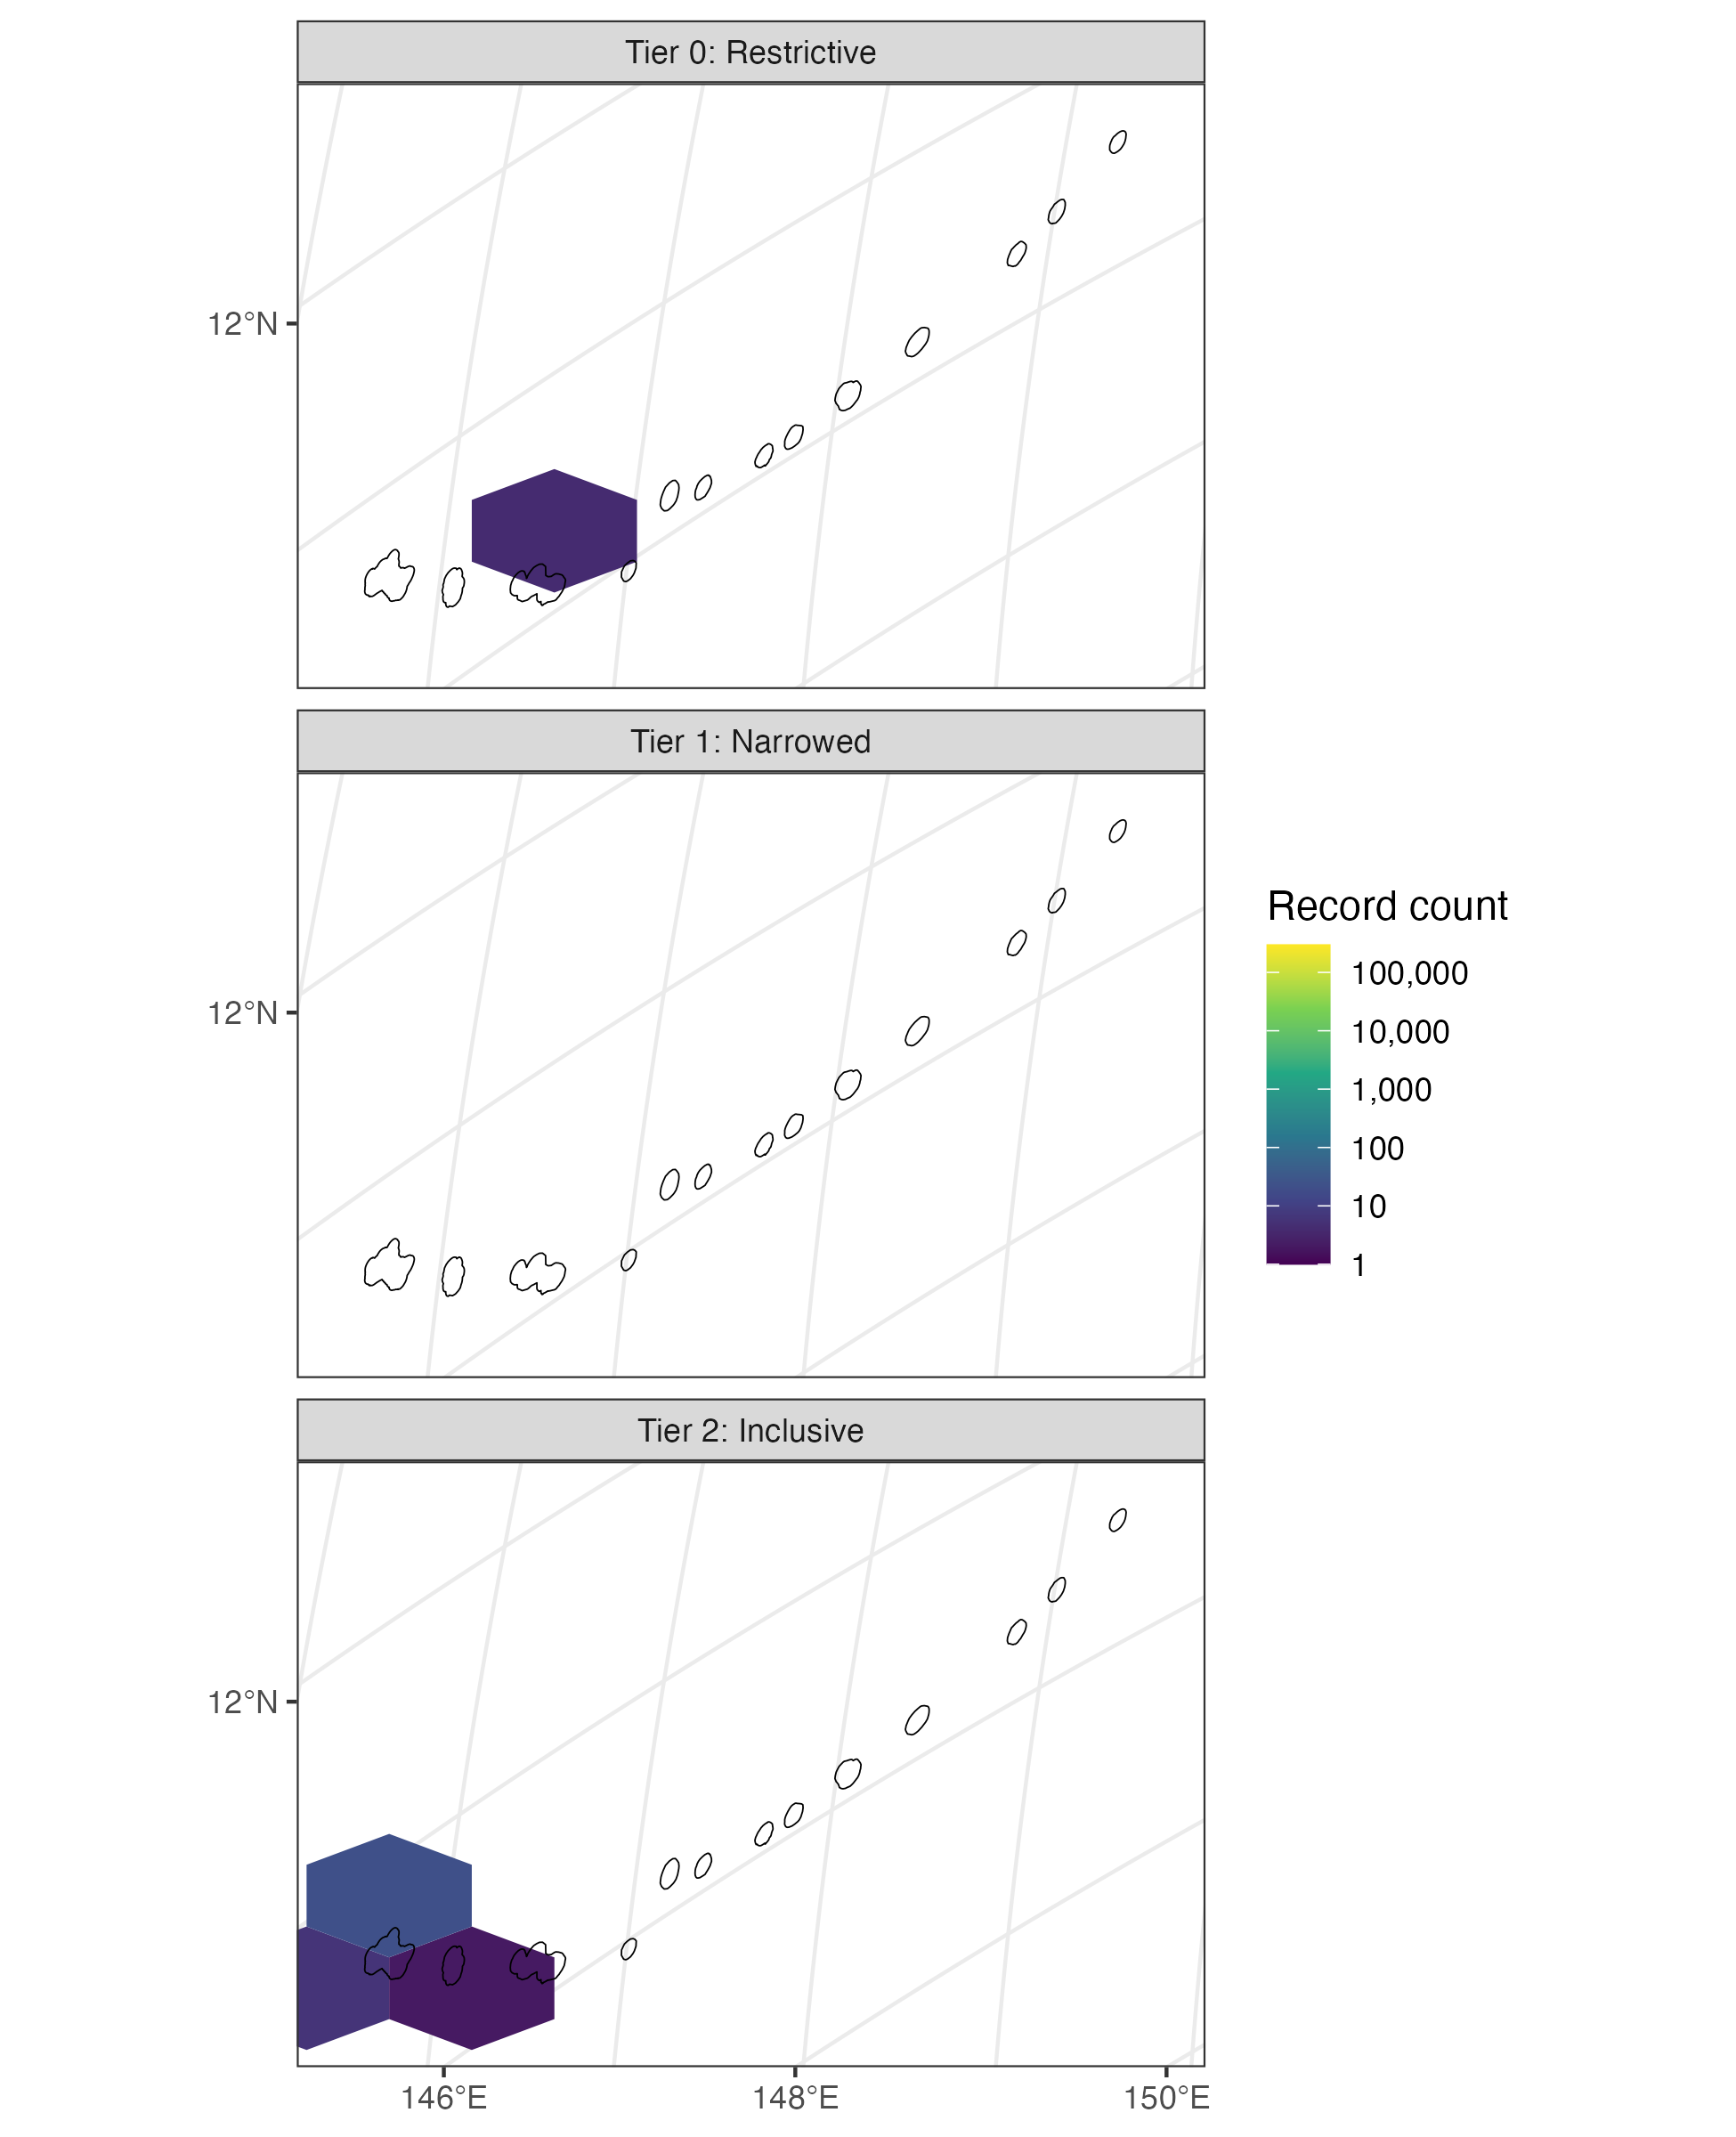 Tier 0: Restrictive
12°N
Tier 1: Narrowed
12°N
Record count
100,000
10,000
1,000
100
10
1
Tier 2: Inclusive
12°N
146°E 148°E 150°E